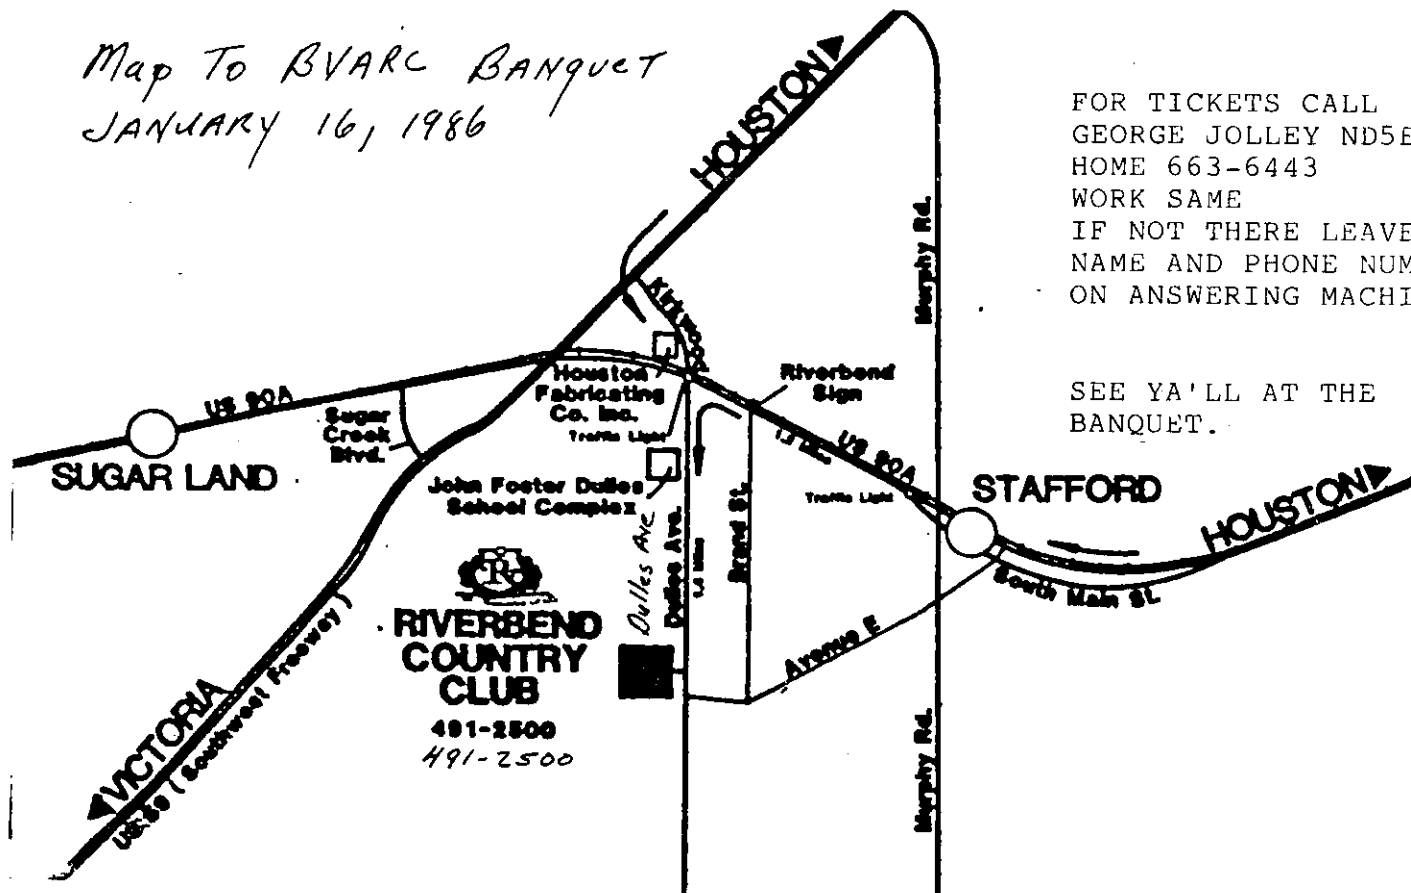 Map To BVARC BANQUET
JANUARY 16, 1986
HOUSTON
FOR TICKETS CALL
GEORGE JOLLEY
HOME 663-6443
WORK SAME
IF NOT THERE LEAVE
NAME AND PHONE
ON ANSWERING
SEE YA'LL AT THE
BANQUET.
Murphy Rd.
Kirkwood
US 90A
SUGAR LAND
Sugar
Creek
Blvd.
Houston
Fabricating
Co. Inc.
Traffic Light
Riverbend
Sign
US 90A
Traffic Light
STAFFORD
HOUSTON
South Main St.
John Foster Dulles
School Complex
Dulles Ave
Dulles Ave.
Brand St.
Avenue E
R
RIVERBEND
COUNTRY
CLUB
491-2500
491-2500
VICTORIA
US 59 (Southwest Freeway)
Murphy Rd.